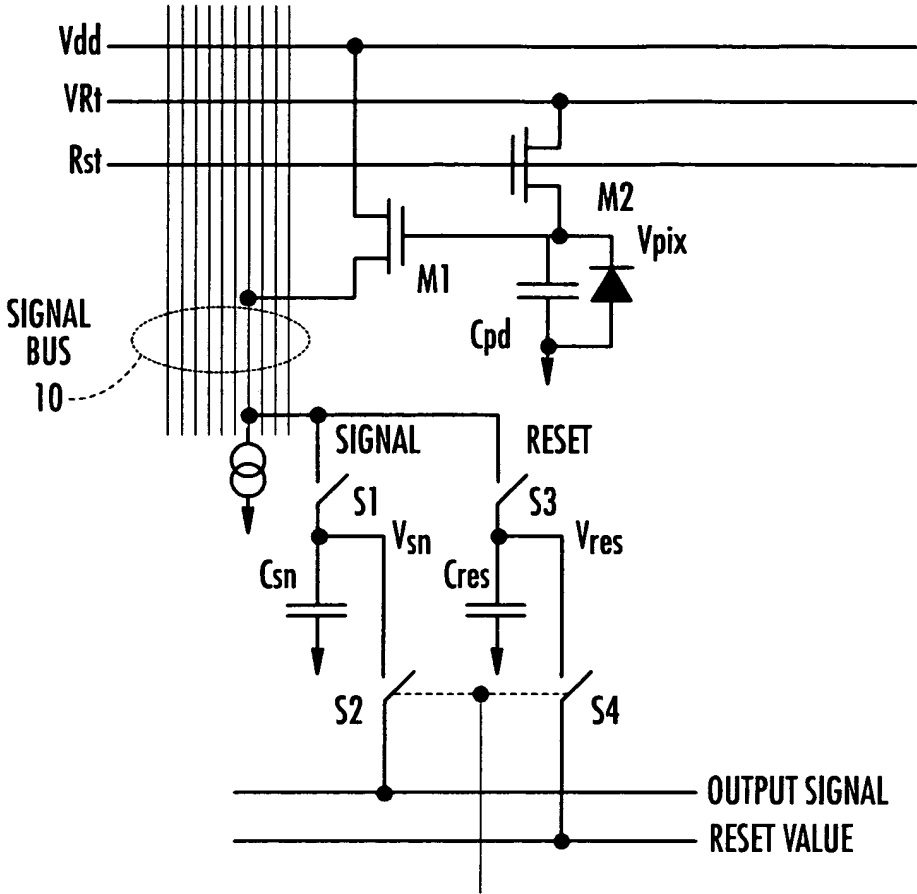 Vdd
VRt
Rst
M2
Vpix
M1
Cpd
SIGNAL
BUS
10
SIGNAL
RESET
S1
S3
Vsn
Vres
Csn
Cres
S2
S4
OUTPUT SIGNAL
RESET VALUE